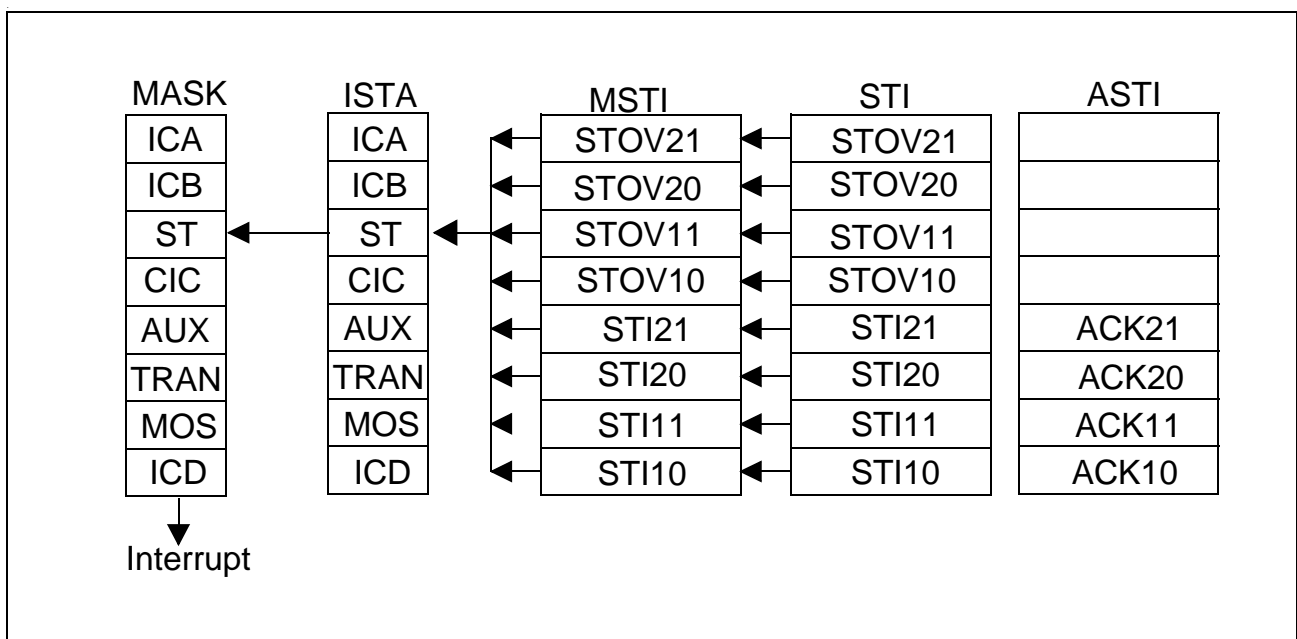 MASK ISTA MSTI STI ASTI
ICA ICA STOV21 STOV21
ICB ICB STOV20 STOV20
ST ST STOV11 STOV11
CIC CIC STOV10 STOV10
AUX AUX STI21 STI21 ACK21
TRAN TRAN STI20 STI20 ACK20
MOS MOS STI11 STI11 ACK11
ICD ICD STI10 STI10 ACK10
Interrupt